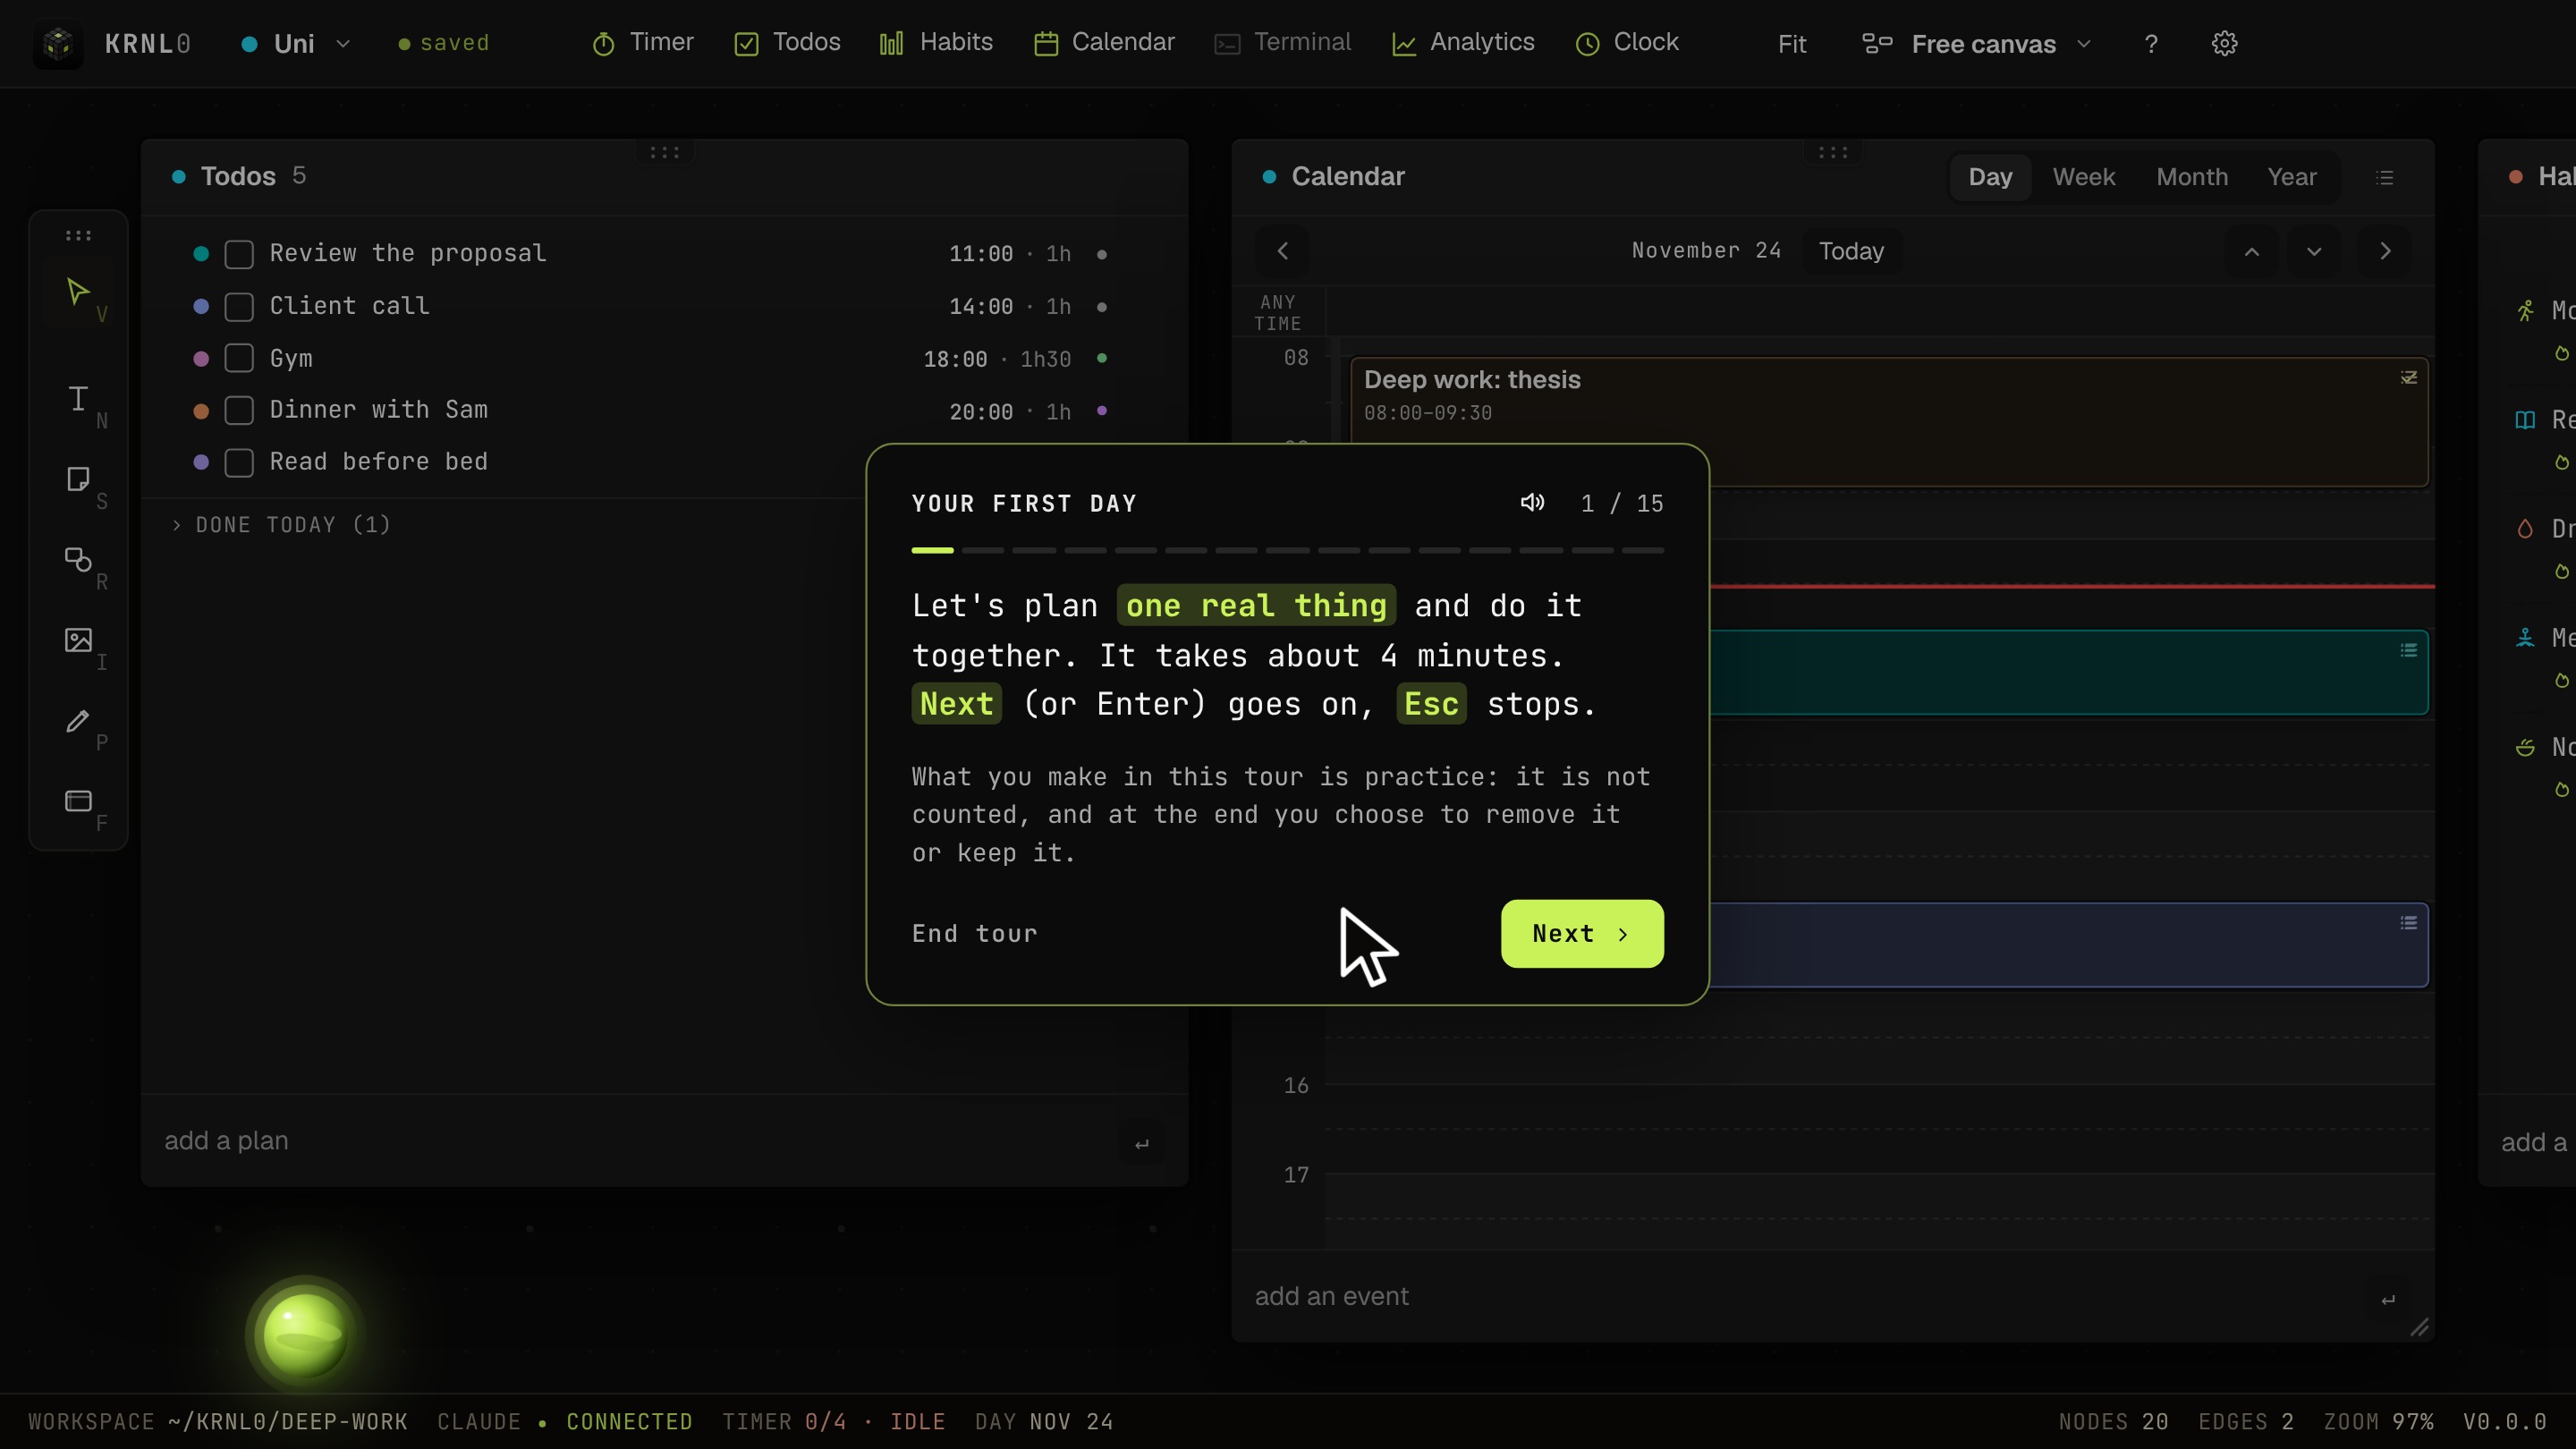 KRNL0
Uni
saved
Timer
Todos
Habits
Calendar
Terminal
Analytics
Clock
Fit
Free canvas
?
Todos 5
Review the proposal 11:00 · 1h
Client call 14:00 · 1h
Gym 18:00 · 1h30
Dinner with Sam 20:00 · 1h
Read before bed
DONE TODAY (1)
add a plan
V
N
S
R
I
P
F
Calendar
Day Week Month Year
November 24 Today
ANY
TIME
08
Deep work: thesis
08:00–09:30
16
17
add an event
add a
YOUR FIRST DAY
1 / 15
Let's plan one real thing and do it
together. It takes about 4 minutes.
Next (or Enter) goes on, Esc stops.
What you make in this tour is practice: it is not
counted, and at the end you choose to remove it
or keep it.
End tour
Next
WORKSPACE ~/KRNL0/DEEP-WORK CLAUDE • CONNECTED TIMER 0/4 · IDLE DAY NOV 24
NODES 20 EDGES 2 ZOOM 97% V0.0.0